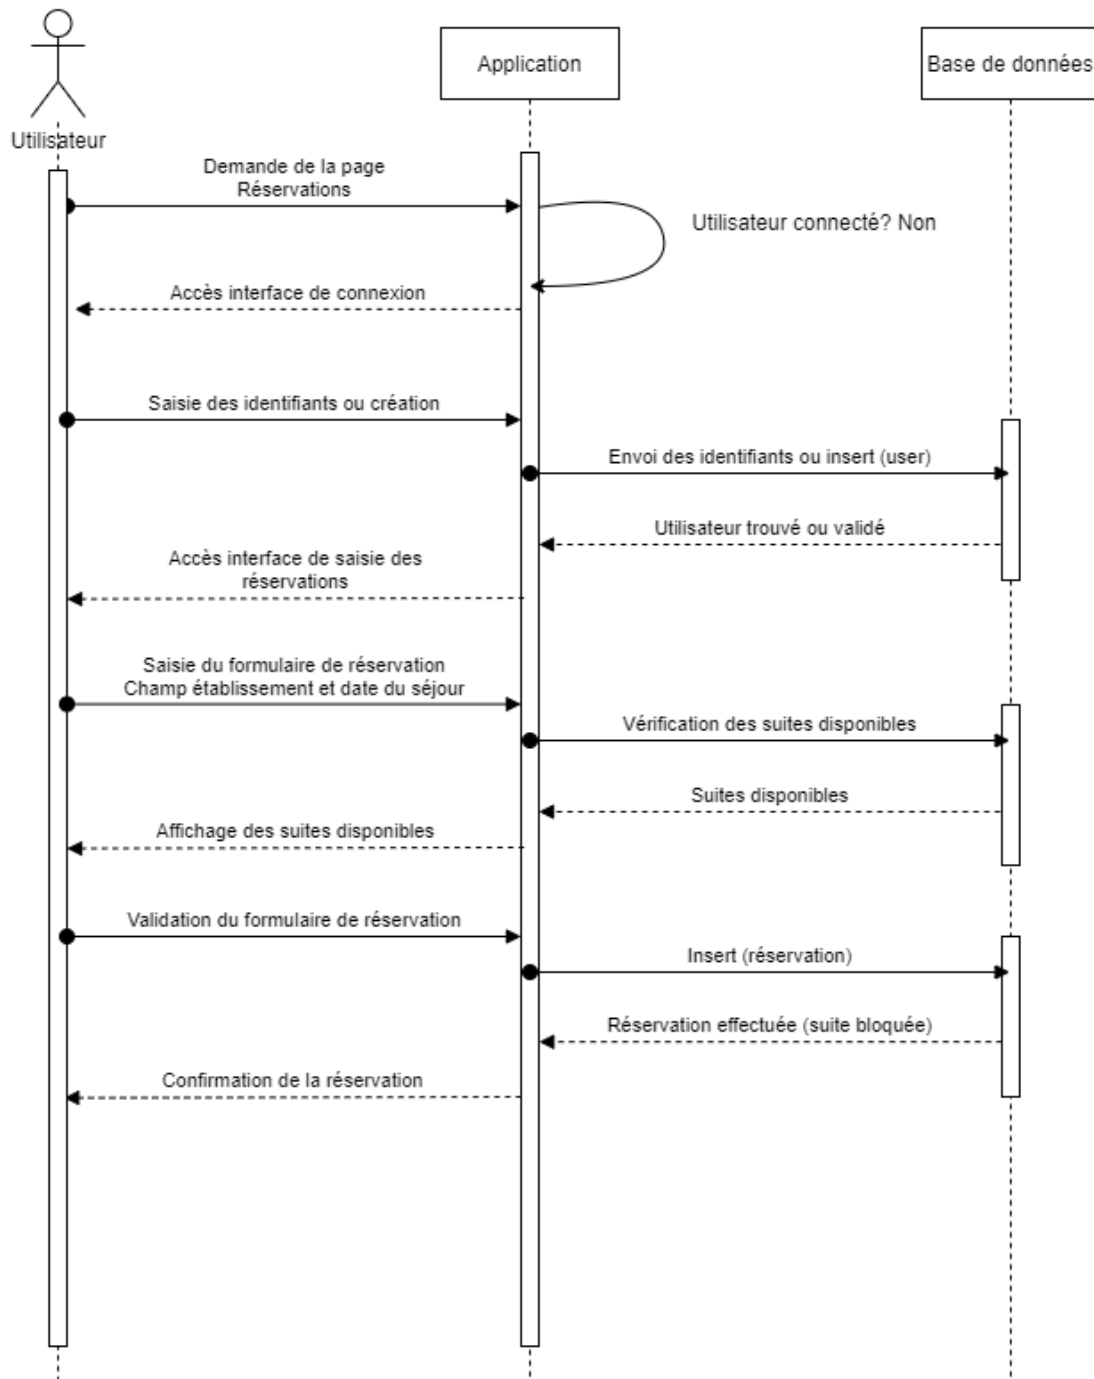 Application
Base de données
Utilisateur
Demande de la page
Réservations
Utilisateur connecté? Non
Accès interface de connexion
Saisie des identifiants ou création
Envoi des identifiants ou insert (user)
Utilisateur trouvé ou validé
Accès interface de saisie des
réservations
Saisie du formulaire de réservation
Champ établissement et date du séjour
Vérification des suites disponibles
Suites disponibles
Affichage des suites disponibles
Validation du formulaire de réservation
Insert (réservation)
Réservation effectuée (suite bloquée)
Confirmation de la réservation